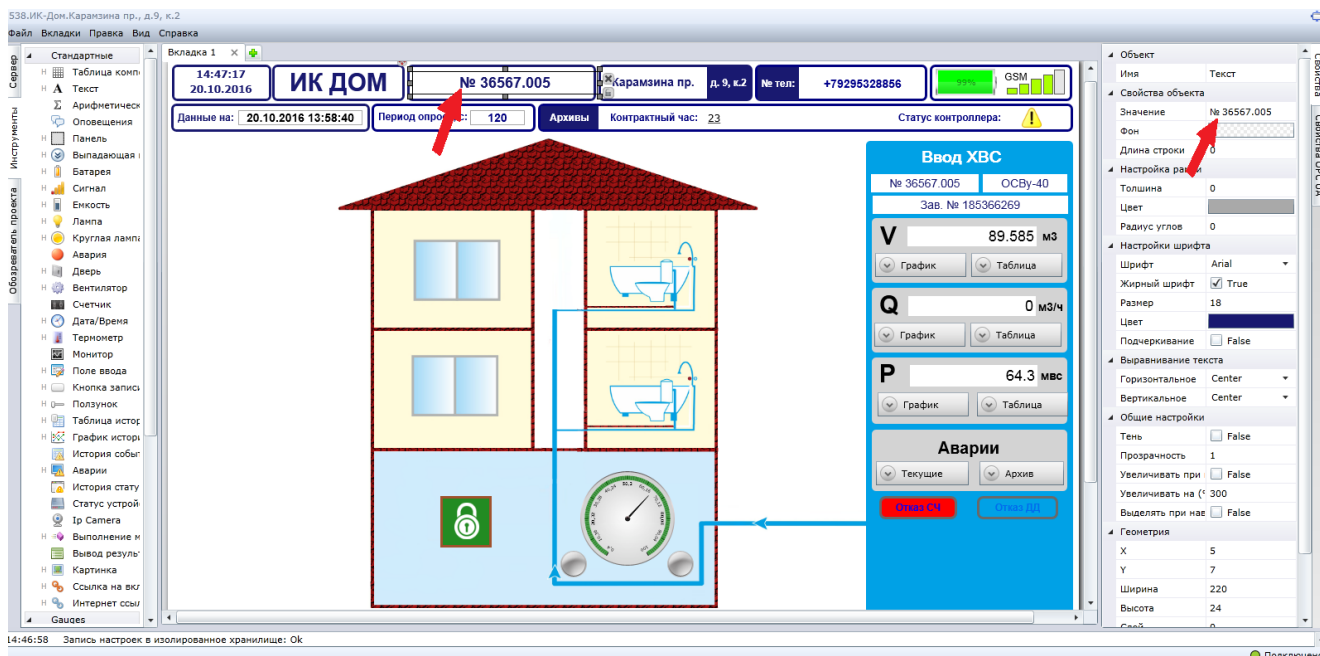 538.ИК-Дом.Карамзина пр., д.9, к.2
Файл Вкладки Правка Вид Справка
Сервер
Инструменты
Обозреватель проекта
Стандартные
Таблица комп
Текст
Арифметическ
Оповещения
Панель
Выпадающая
Батарея
Сигнал
Емкость
Лампа
Круглая лампа
Авария
Дверь
Вентилятор
Счетчик
Дата/Время
Термометр
Монитор
Поле ввода
Кнопка записи
Ползунок
Таблица истор
График истори
История собы
Аварии
История стату
Статус устрой
Ip Camera
Выполнение м
Вывод резуль
Картинка
Ссылка на вкл
Интернет ссыл
Gauges
Вкладка 1
14:47:17
20.10.2016
ИК ДОМ
№ 36567.005
Карамзина пр.
д. 9, к.2
№ тел:
+79295328856
99%
GSM
Данные на: 20.10.2016 13:58:40
Период опрос с: 120
Архивы
Контрактный час: 23
Статус контроллера:
Ввод ХВС
№ 36567.005 ОСВу-40
Зав. № 185366269
V 89.585 м3
График Таблица
Q 0 м3/ч
График Таблица
P 64.3 мвс
График Таблица
Аварии
Текущие Архив
Отказ СЧ Отказ ДД
Объект
Имя Текст
Свойства объекта
Значение № 36567.005
Фон
Длина строки 0
Настройка рамки
Толщина 0
Цвет
Радиус углов 0
Настройки шрифта
Шрифт Arial
Жирный шрифт True
Размер 18
Цвет
Подчеркивание False
Выравнивание текста
Горизонтальное Center
Вертикальное Center
Общие настройки
Тень False
Прозрачность 1
Увеличивать при False
Увеличивать на (% 300
Выделять при нав False
Геометрия
X 5
Y 7
Ширина 220
Высота 24
Слой 0
Свойства
Свойства OPC UA
14:46:58 Запись настроек в изолированное хранилище: Ok
Подключено